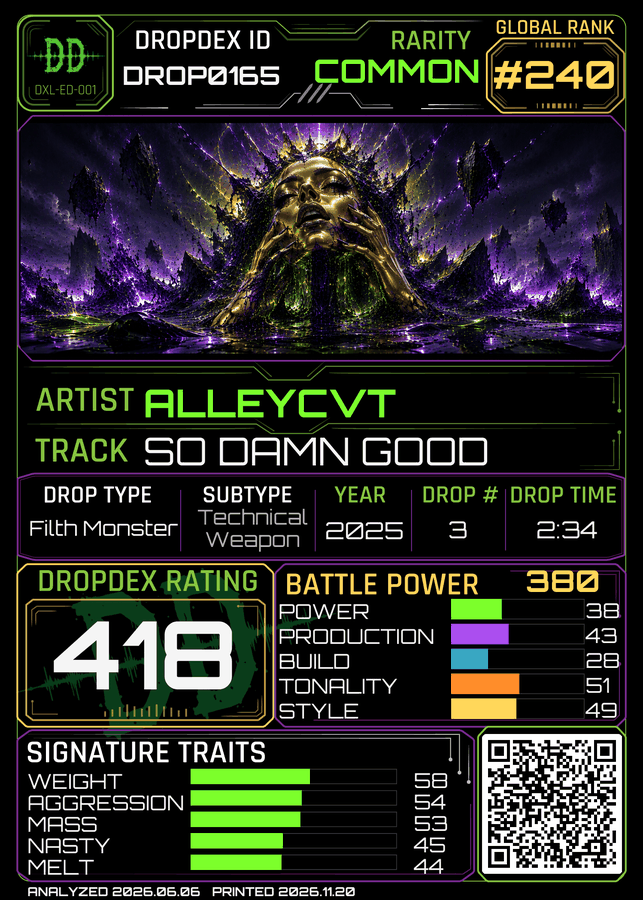 DD
DXL-ED-001
DROPDEX ID
DROP0165
RARITY
COMMON
GLOBAL RANK
#240
ARTIST ALLEYCVT
TRACK SO DAMN GOOD
DROP TYPE
Filth Monster
SUBTYPE
Technical
Weapon
YEAR
2025
DROP #
3
DROP TIME
2:34
DROPDEX RATING
418
BATTLE POWER 380
POWER 38
PRODUCTION 43
BUILD 28
TONALITY 51
STYLE 49
SIGNATURE TRAITS
WEIGHT 58
AGGRESSION 54
MASS 53
NASTY 45
MELT 44
ANALYZED 2026.06.06 PRINTED 2026.11.20